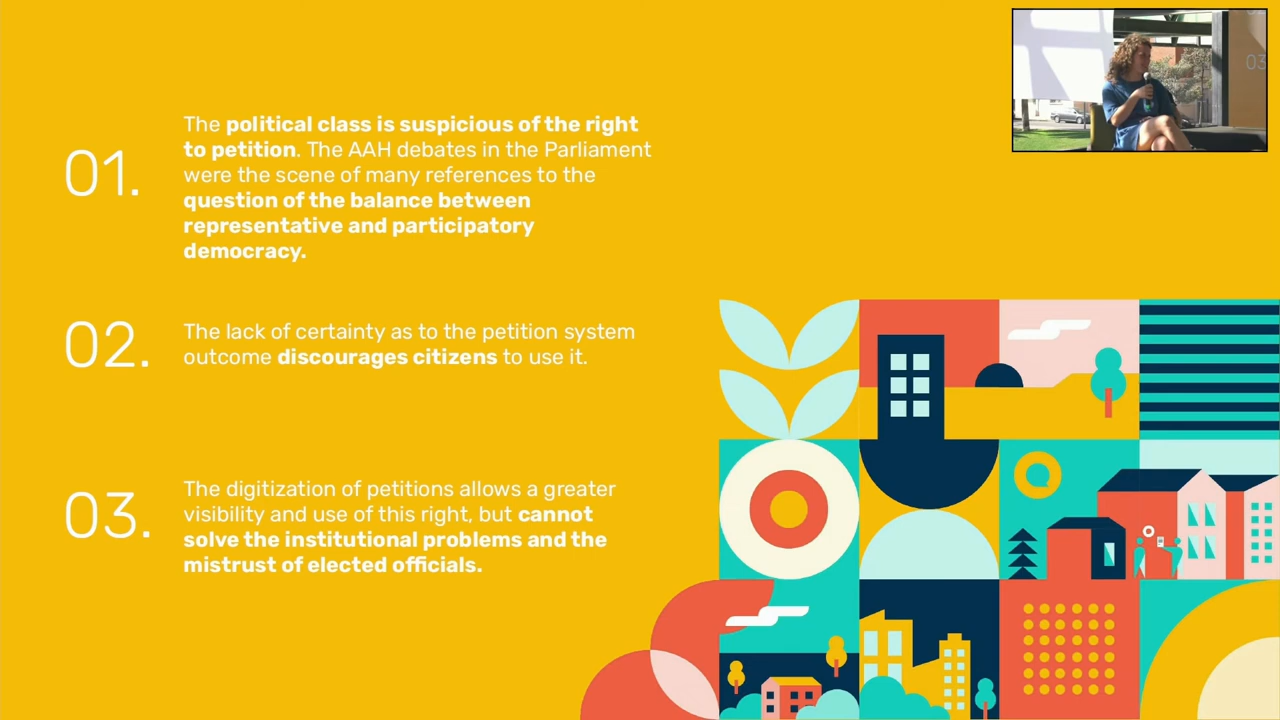 01.
The political class is suspicious of the right
to petition. The AAH debates in the Parliament
were the scene of many references to the
question of the balance between
representative and participatory
democracy.
02.
The lack of certainty as to the petition system
outcome discourages citizens to use it.
03.
The digitization of petitions allows a greater
visibility and use of this right, but cannot
solve the institutional problems and the
mistrust of elected officials.
03